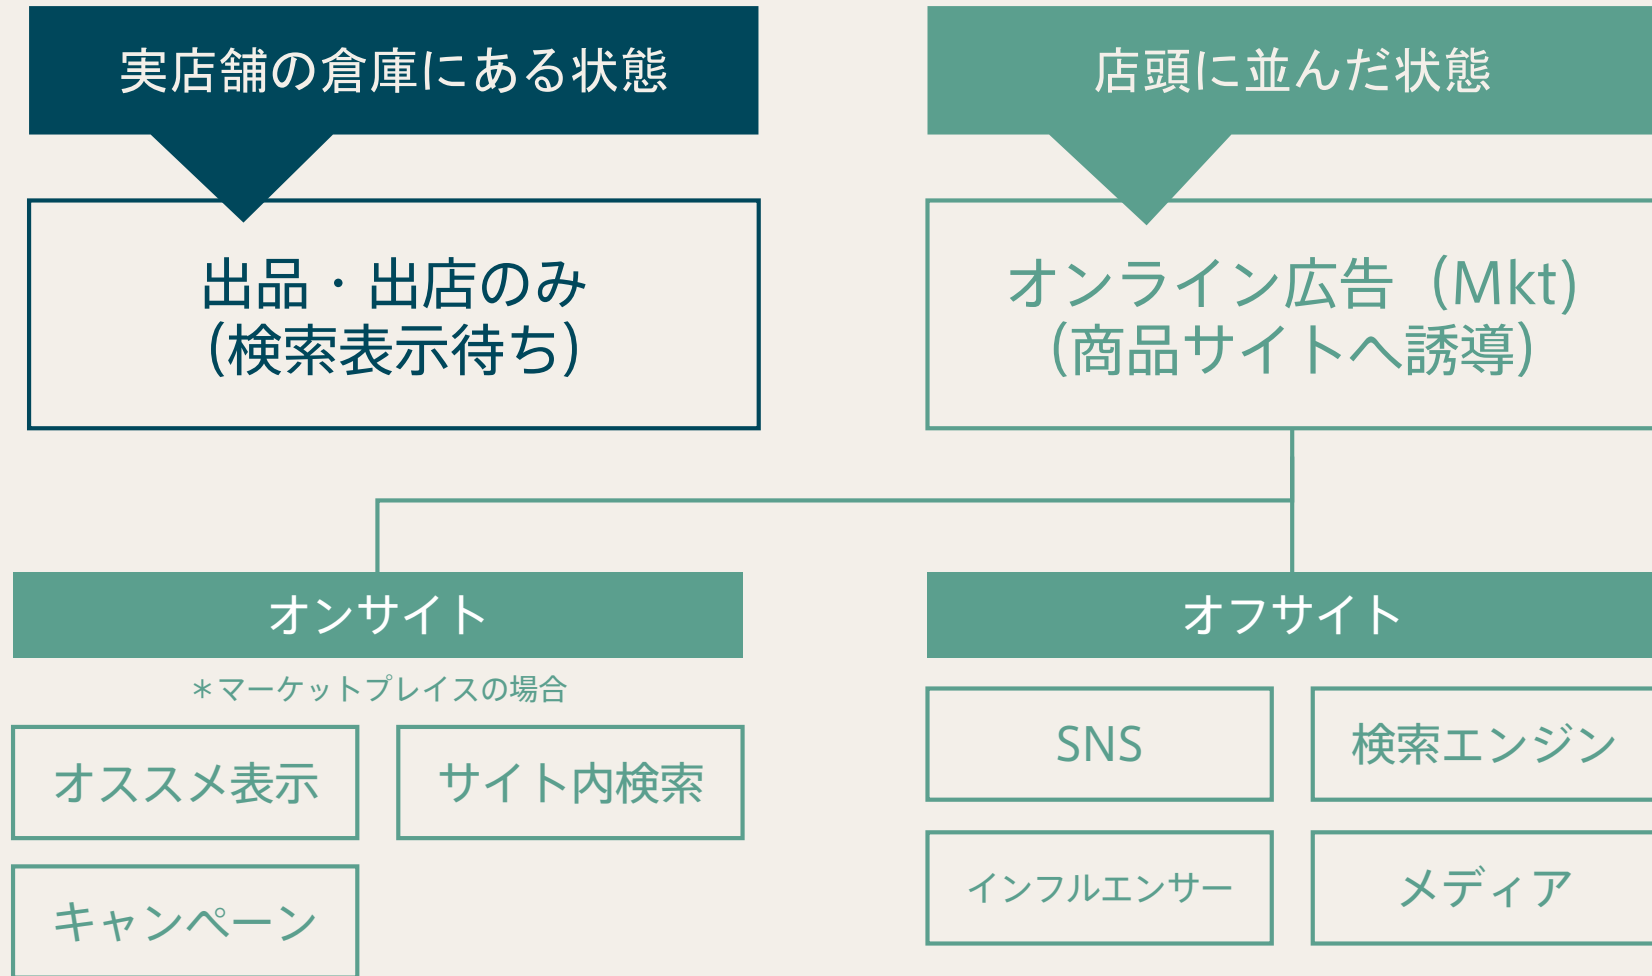 実店舗の倉庫にある状態
店頭に並んだ状態
出品・出店のみ
(検索表示待ち)
オンライン広告（Mkt)
(商品サイトへ誘導)
オンサイト
＊マーケットプレイスの場合
オススメ表示
サイト内検索
キャンペーン
オフサイト
SNS
検索エンジン
インフルエンサー
メディア